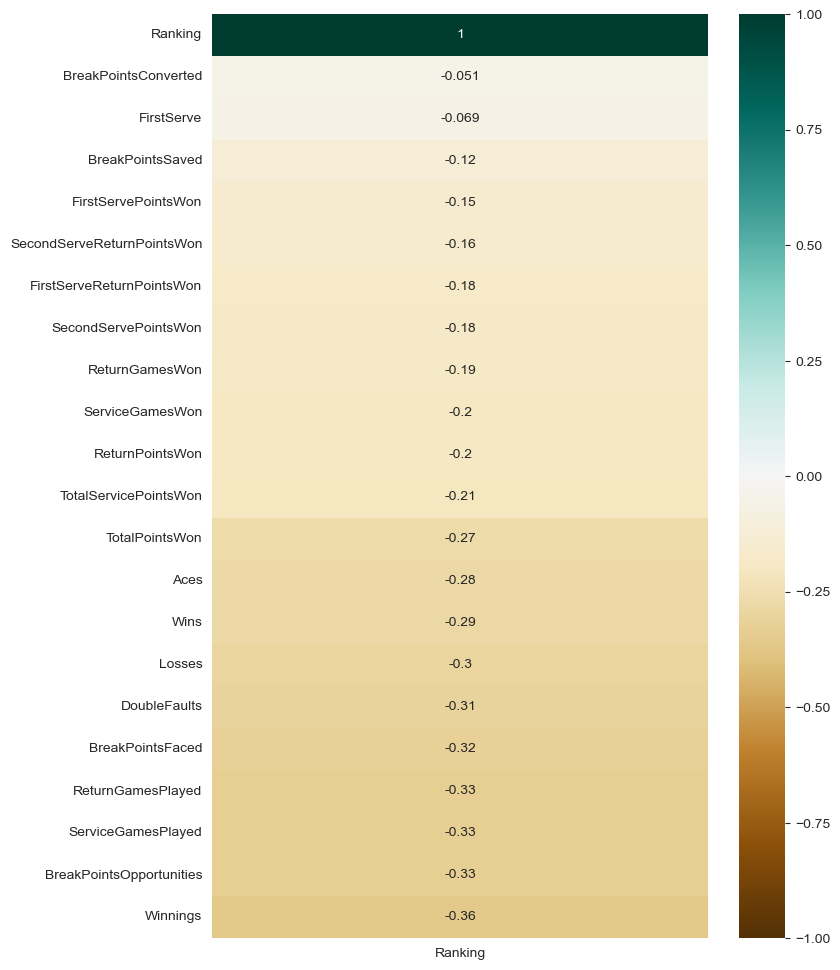 Ranking 1
BreakPointsConverted -0.051
FirstServe -0.069
BreakPointsSaved -0.12
FirstServePointsWon -0.15
SecondServeReturnPointsWon -0.16
FirstServeReturnPointsWon -0.18
SecondServePointsWon -0.18
ReturnGamesWon -0.19
ServiceGamesWon -0.2
ReturnPointsWon -0.2
TotalServicePointsWon -0.21
TotalPointsWon -0.27
Aces -0.28
Wins -0.29
Losses -0.3
DoubleFaults -0.31
BreakPointsFaced -0.32
ReturnGamesPlayed -0.33
ServiceGamesPlayed -0.33
BreakPointsOpportunities -0.33
Winnings -0.36
Ranking
1.00
0.75
0.50
0.25
0.00
−0.25
−0.50
−0.75
−1.00